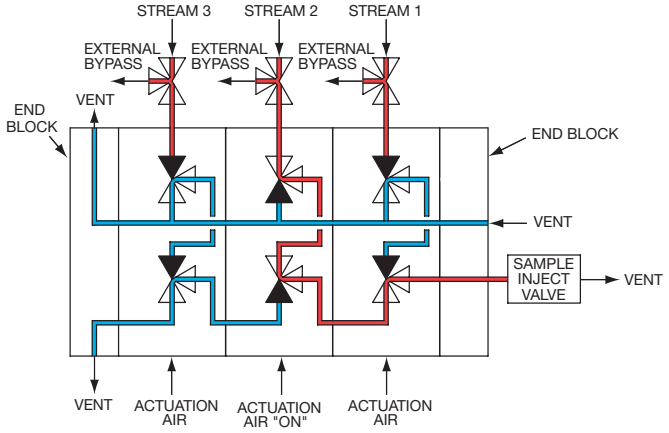 STREAM 3
STREAM 2
STREAM 1
EXTERNAL
BYPASS
EXTERNAL
BYPASS
EXTERNAL
BYPASS
VENT
END
BLOCK
END BLOCK
VENT
SAMPLE
INJECT
VALVE
VENT
VENT
ACTUATION
AIR
ACTUATION
AIR "ON"
ACTUATION
AIR